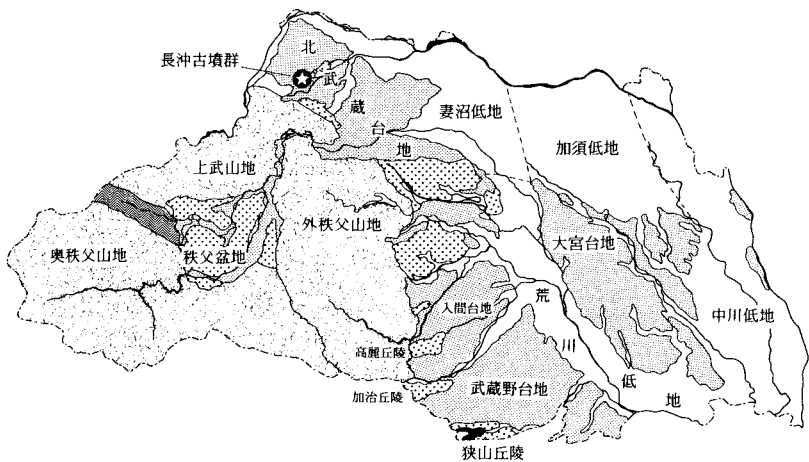 長沖古墳群
北武蔵台地
妻沼低地
加須低地
上武山地
外秩父山地
大宮台地
奥秩父山地
秩父盆地
入間台地
荒川低地
中川低地
高麗丘陵
加治丘陵
武蔵野台地
狭山丘陵